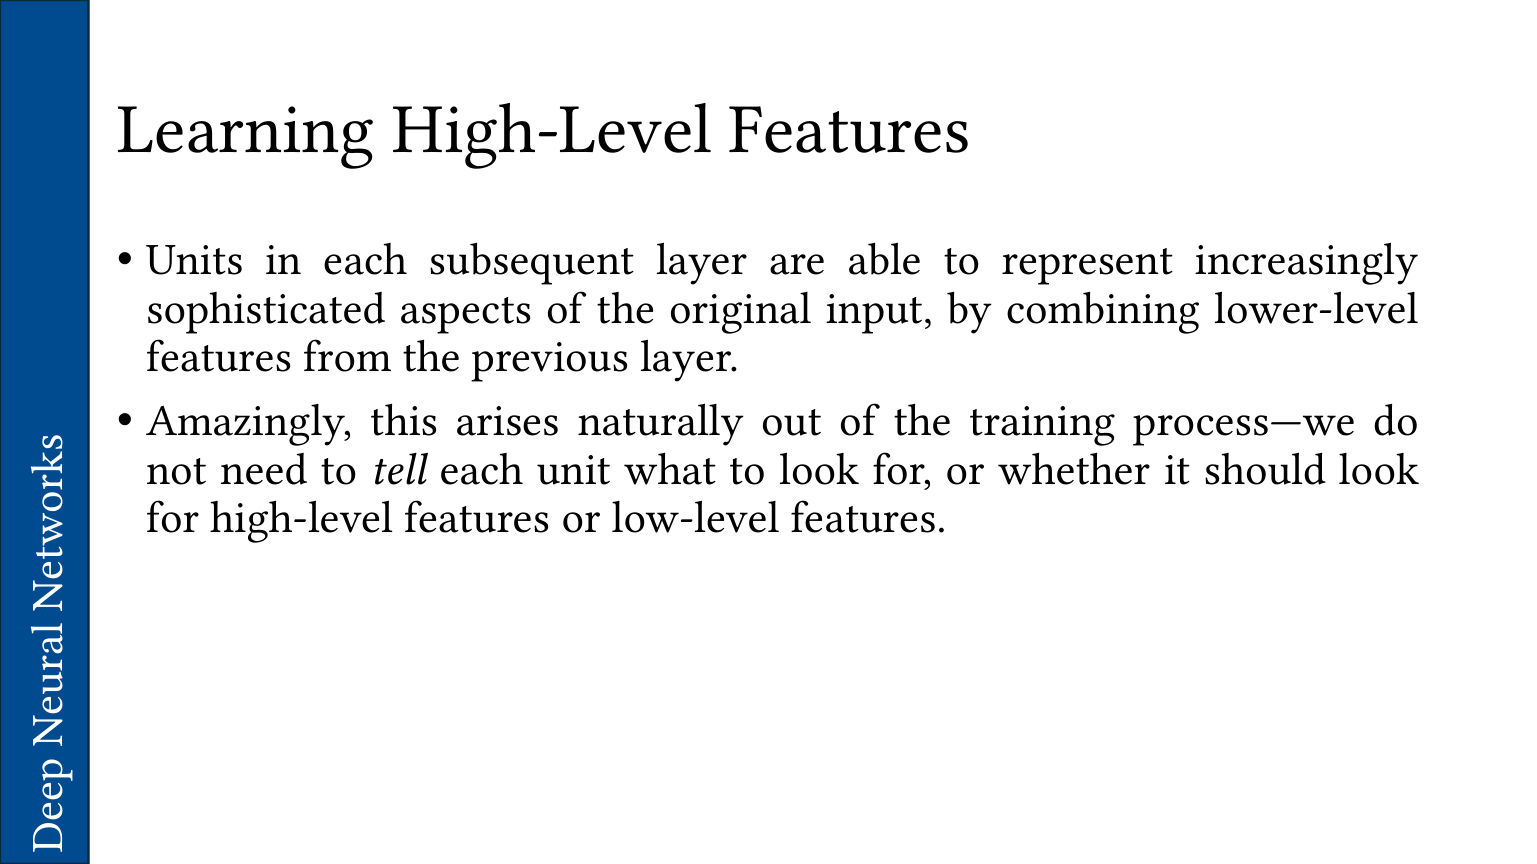 Learning High-Level Features
• Units in each subsequent layer are able to represent increasingly
sophisticated aspects of the original input, by combining lower-level
features from the previous layer.
• Amazingly, this arises naturally out of the training process—we do
not need to tell each unit what to look for, or whether it should look
for high-level features or low-level features.
Deep Neural Networks